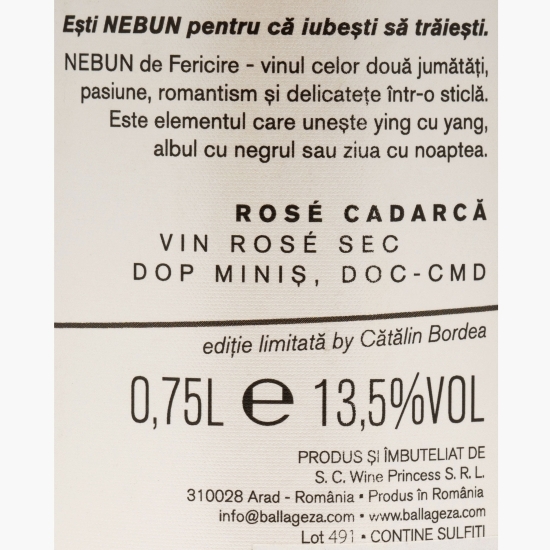 Ești NEBUN pentru că iubești să trăiești.
NEBUN de Fericire - vinul celor două jumătăți,
pasiune, romantism și delicatețe într-o sticlă.
Este elementul care unește ying cu yang,
albul cu negrul sau ziua cu noaptea.
ROSÉ CADARCĂ
VIN ROSÉ SEC
DOP MINIȘ, DOC-CMD
ediție limitată by Cătălin Bordea
0,75L e 13,5%VOL
PRODUS ȘI ÎMBUTELIAT DE
S. C. Wine Princess S. R. L.
310028 Arad - România • Produs în România
info@ballageza.com • www.ballageza.com
Lot 491 • CONTINE SULFITI